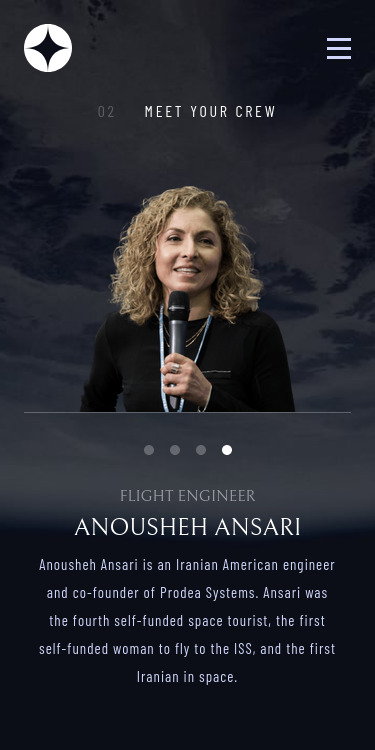 02 MEET YOUR CREW
FLIGHT ENGINEER
ANOUSHEH ANSARI
Anousheh Ansari is an Iranian American engineer
and co-founder of Prodea Systems. Ansari was
the fourth self-funded space tourist, the first
self-funded woman to fly to the ISS, and the first
Iranian in space.